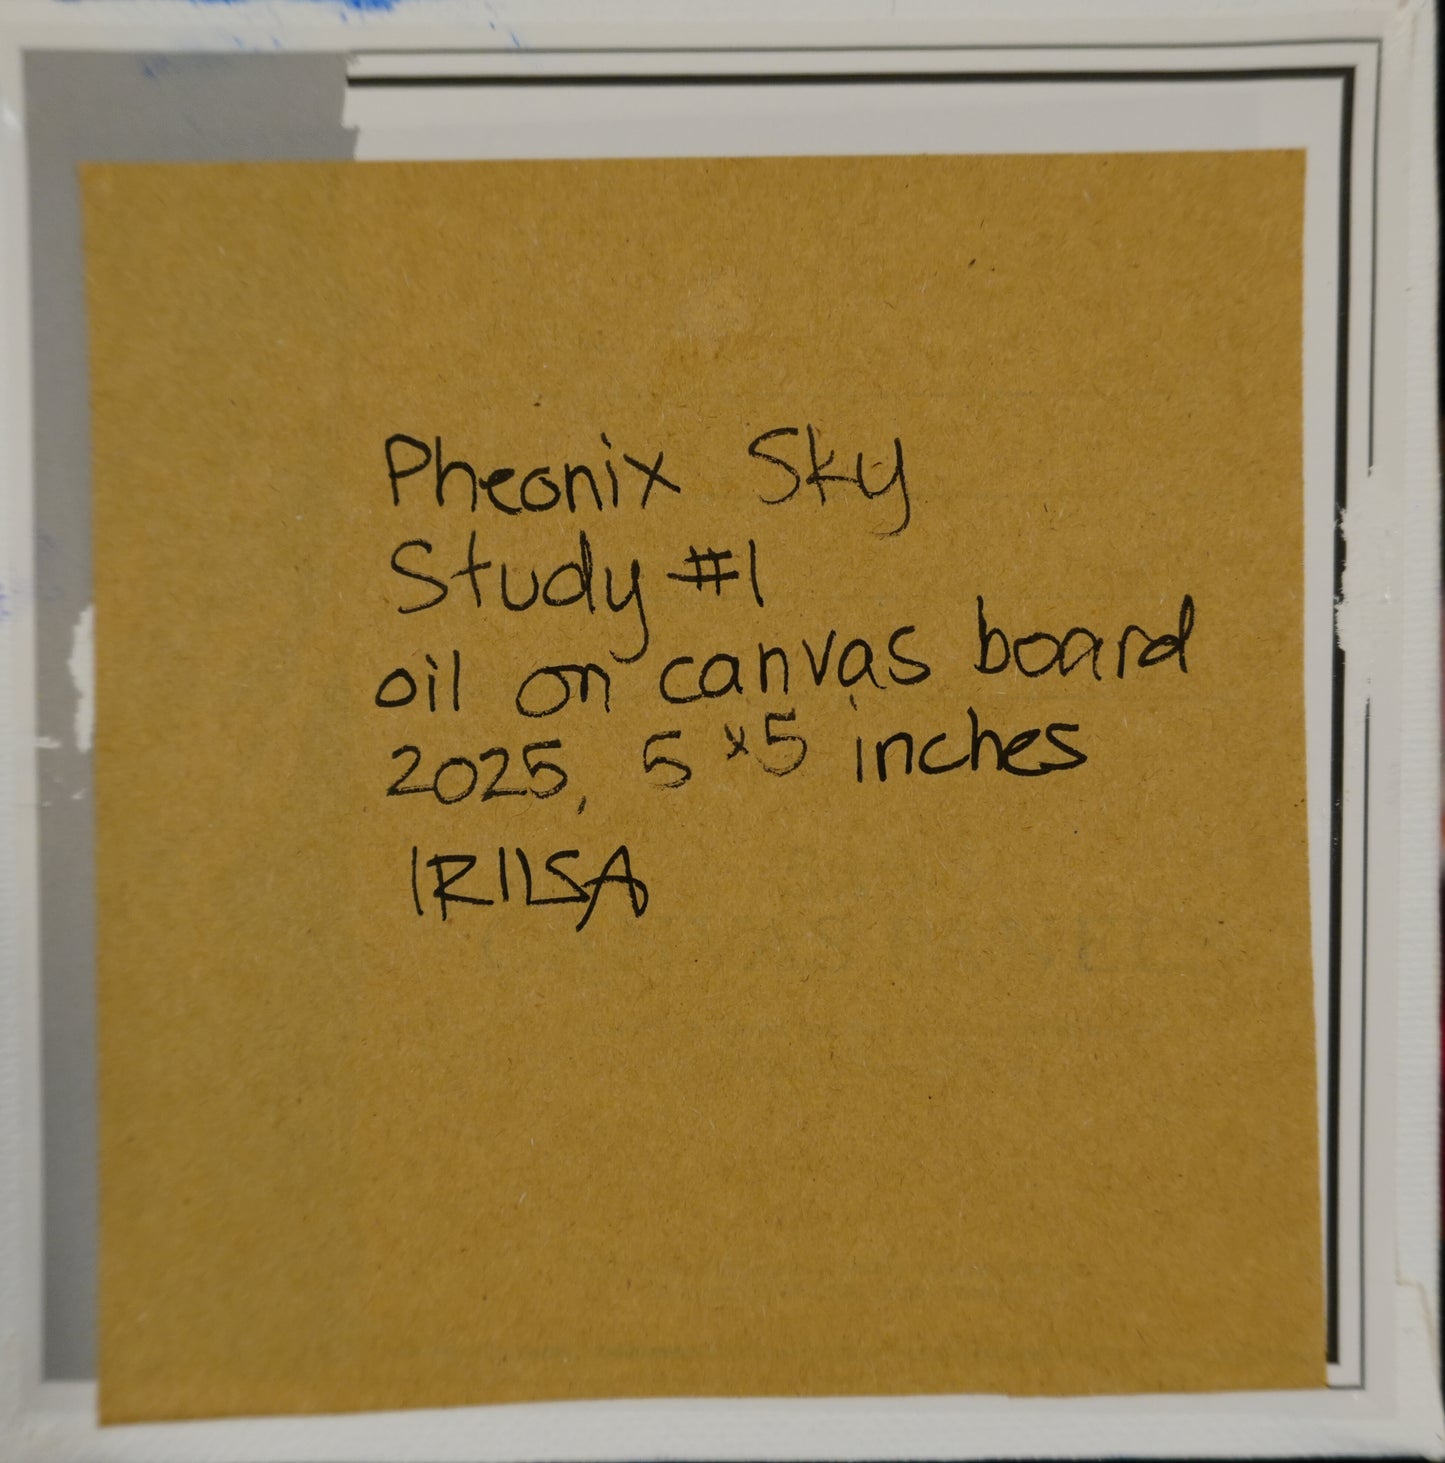 Pheonix Sky
Study #1
oil on canvas board
2025, 5 x 5 inches
IRILSA